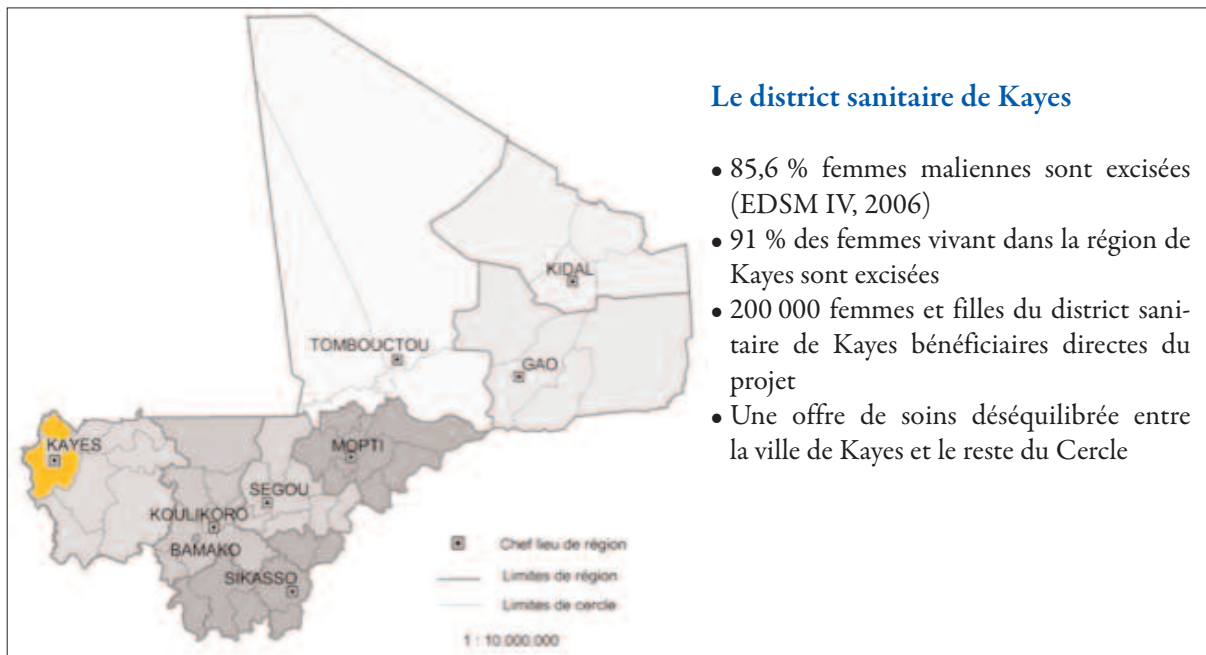 Le district sanitaire de Kayes
• 85,6 % femmes maliennes sont excisées
(EDSM IV, 2006)
• 91 % des femmes vivant dans la région de
Kayes sont excisées
• 200 000 femmes et filles du district sani-
taire de Kayes bénéficiaires directes du
projet
• Une offre de soins déséquilibrée entre
la ville de Kayes et le reste du Cercle
KIDAL
TOMBOUCTOU
GAO
KAYES
MOPTI
SEGOU
KOULIKORO
BAMAKO
SIKASSO
Chef lieu de région
Limites de région
Limites de cercle
1 : 10.000.000